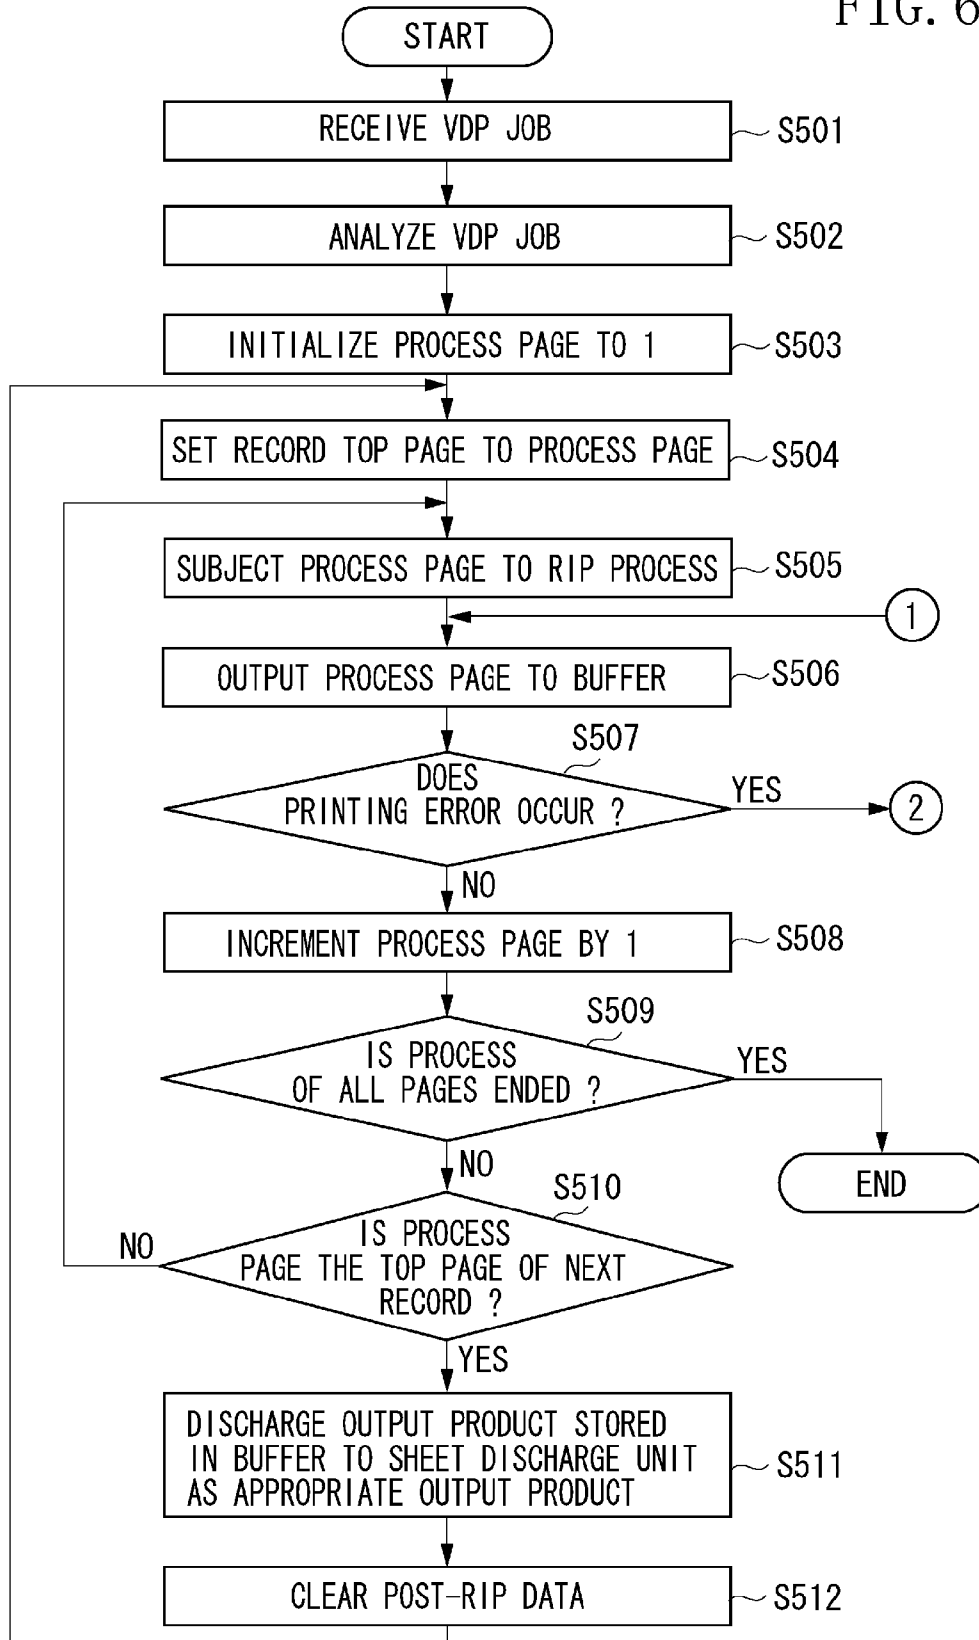 FIG. 6
START
RECEIVE VDP JOB
S501
ANALYZE VDP JOB
S502
INITIALIZE PROCESS PAGE TO 1
S503
SET RECORD TOP PAGE TO PROCESS PAGE
S504
SUBJECT PROCESS PAGE TO RIP PROCESS
S505
1
OUTPUT PROCESS PAGE TO BUFFER
S506
S507
DOES
PRINTING ERROR OCCUR ?
YES
2
NO
INCREMENT PROCESS PAGE BY 1
S508
S509
IS PROCESS
OF ALL PAGES ENDED ?
YES
END
NO
S510
IS PROCESS
PAGE THE TOP PAGE OF NEXT
RECORD ?
NO
YES
DISCHARGE OUTPUT PRODUCT STORED
IN BUFFER TO SHEET DISCHARGE UNIT
AS APPROPRIATE OUTPUT PRODUCT
S511
CLEAR POST-RIP DATA
S512